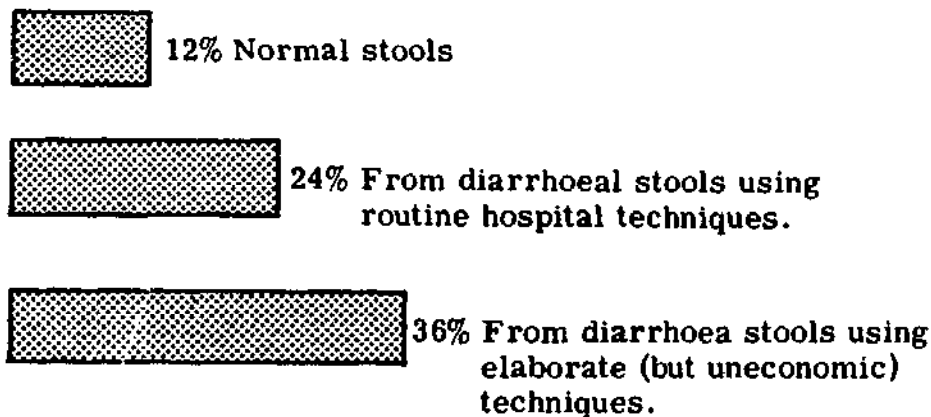 12% Normal stools
24% From diarrhoeal stools using
routine hospital techniques.
36% From diarrhoea stools using
elaborate (but uneconomic)
techniques.